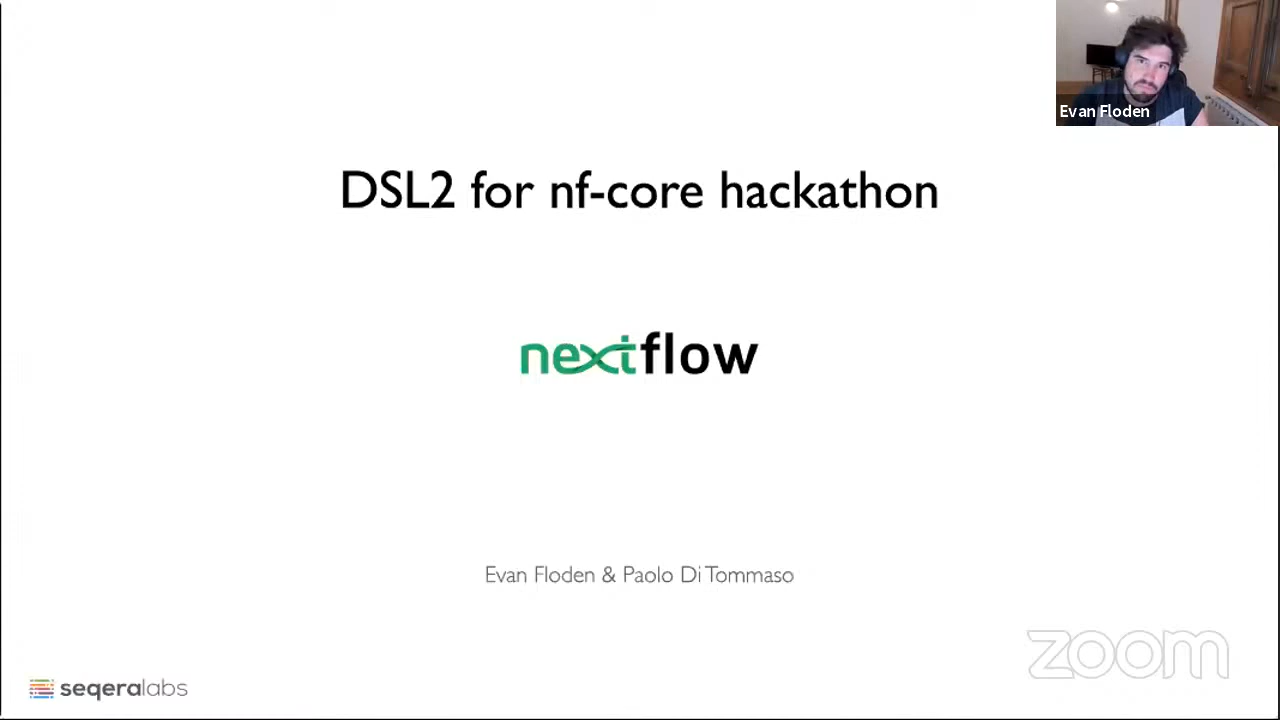 Evan Floden
DSL2 for nf-core hackathon
nextflow
Evan Floden & Paolo Di Tommaso
zoom
seqeralabs